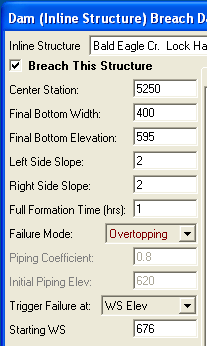 Dam (Inline Structure) Breach Da
Inline Structure Bald Eagle Cr. Lock Ha
Breach This Structure
Center Station: 5250
Final Bottom Width: 400
Final Bottom Elevation: 595
Left Side Slope: 2
Right Side Slope: 2
Full Formation Time (hrs): 1
Failure Mode: Overtopping
Piping Coefficient: 0.8
Initial Piping Elev: 620
Trigger Failure at: WS Elev
Starting WS 676